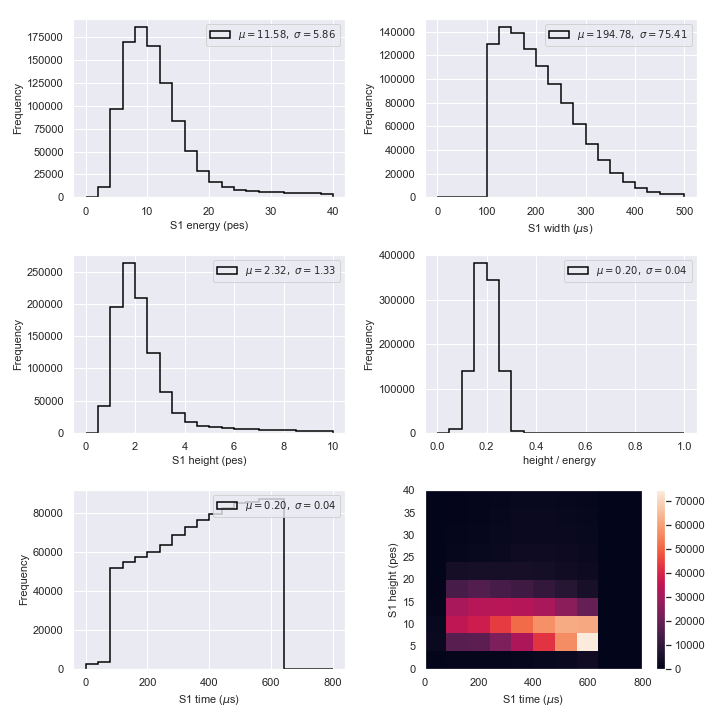 μ = 11.58, σ = 5.86
175000
150000
125000
100000
75000
50000
25000
0
Frequency
0 10 20 30 40
S1 energy (pes)
μ = 194.78, σ = 75.41
140000
120000
100000
80000
60000
40000
20000
0
Frequency
0 100 200 300 400 500
S1 width (μs)
μ = 2.32, σ = 1.33
250000
200000
150000
100000
50000
0
Frequency
0 2 4 6 8 10
S1 height (pes)
μ = 0.20, σ = 0.04
400000
300000
200000
100000
0
Frequency
0.0 0.2 0.4 0.6 0.8 1.0
height / energy
μ = 0.20, σ = 0.04
80000
60000
40000
20000
0
Frequency
0 200 400 600 800
S1 time (μs)
40
35
30
25
20
15
10
5
0
S1 height (pes)
0 200 400 600 800
S1 time (μs)
70000
60000
50000
40000
30000
20000
10000
0